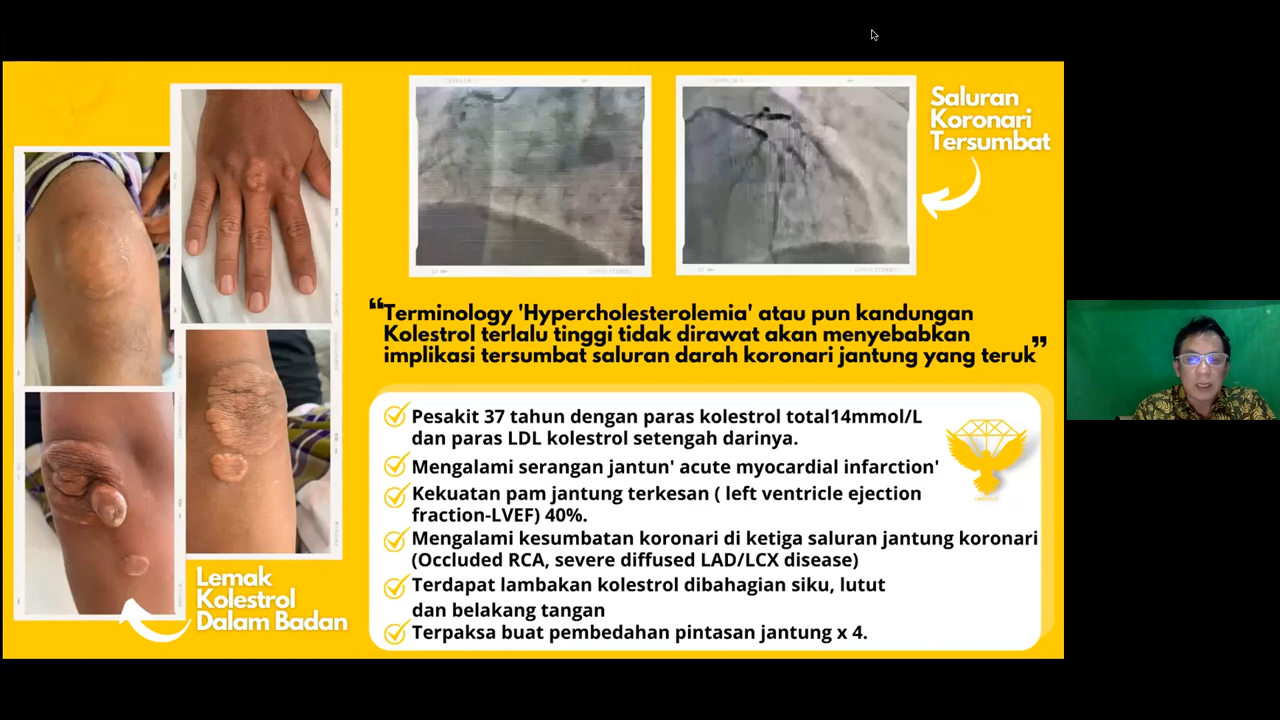 Saluran
Koronari
Tersumbat
“Terminology 'Hypercholesterolemia' atau pun kandungan
Kolestrol terlalu tinggi tidak dirawat akan menyebabkan
implikasi tersumbat saluran darah koronari jantung yang teruk”
Pesakit 37 tahun dengan paras kolestrol total14mmol/L
dan paras LDL kolestrol setengah darinya.
Mengalami serangan jantun' acute myocardial infarction'
Kekuatan pam jantung terkesan ( left ventricle ejection
fraction-LVEF) 40%.
Mengalami kesumbatan koronari di ketiga saluran jantung koronari
(Occluded RCA, severe diffused LAD/LCX disease)
Terdapat lambakan kolestrol dibahagian siku, lutut
dan belakang tangan
Terpaksa buat pembedahan pintasan jantung x 4.
Lemak
Kolestrol
Dalam Badan